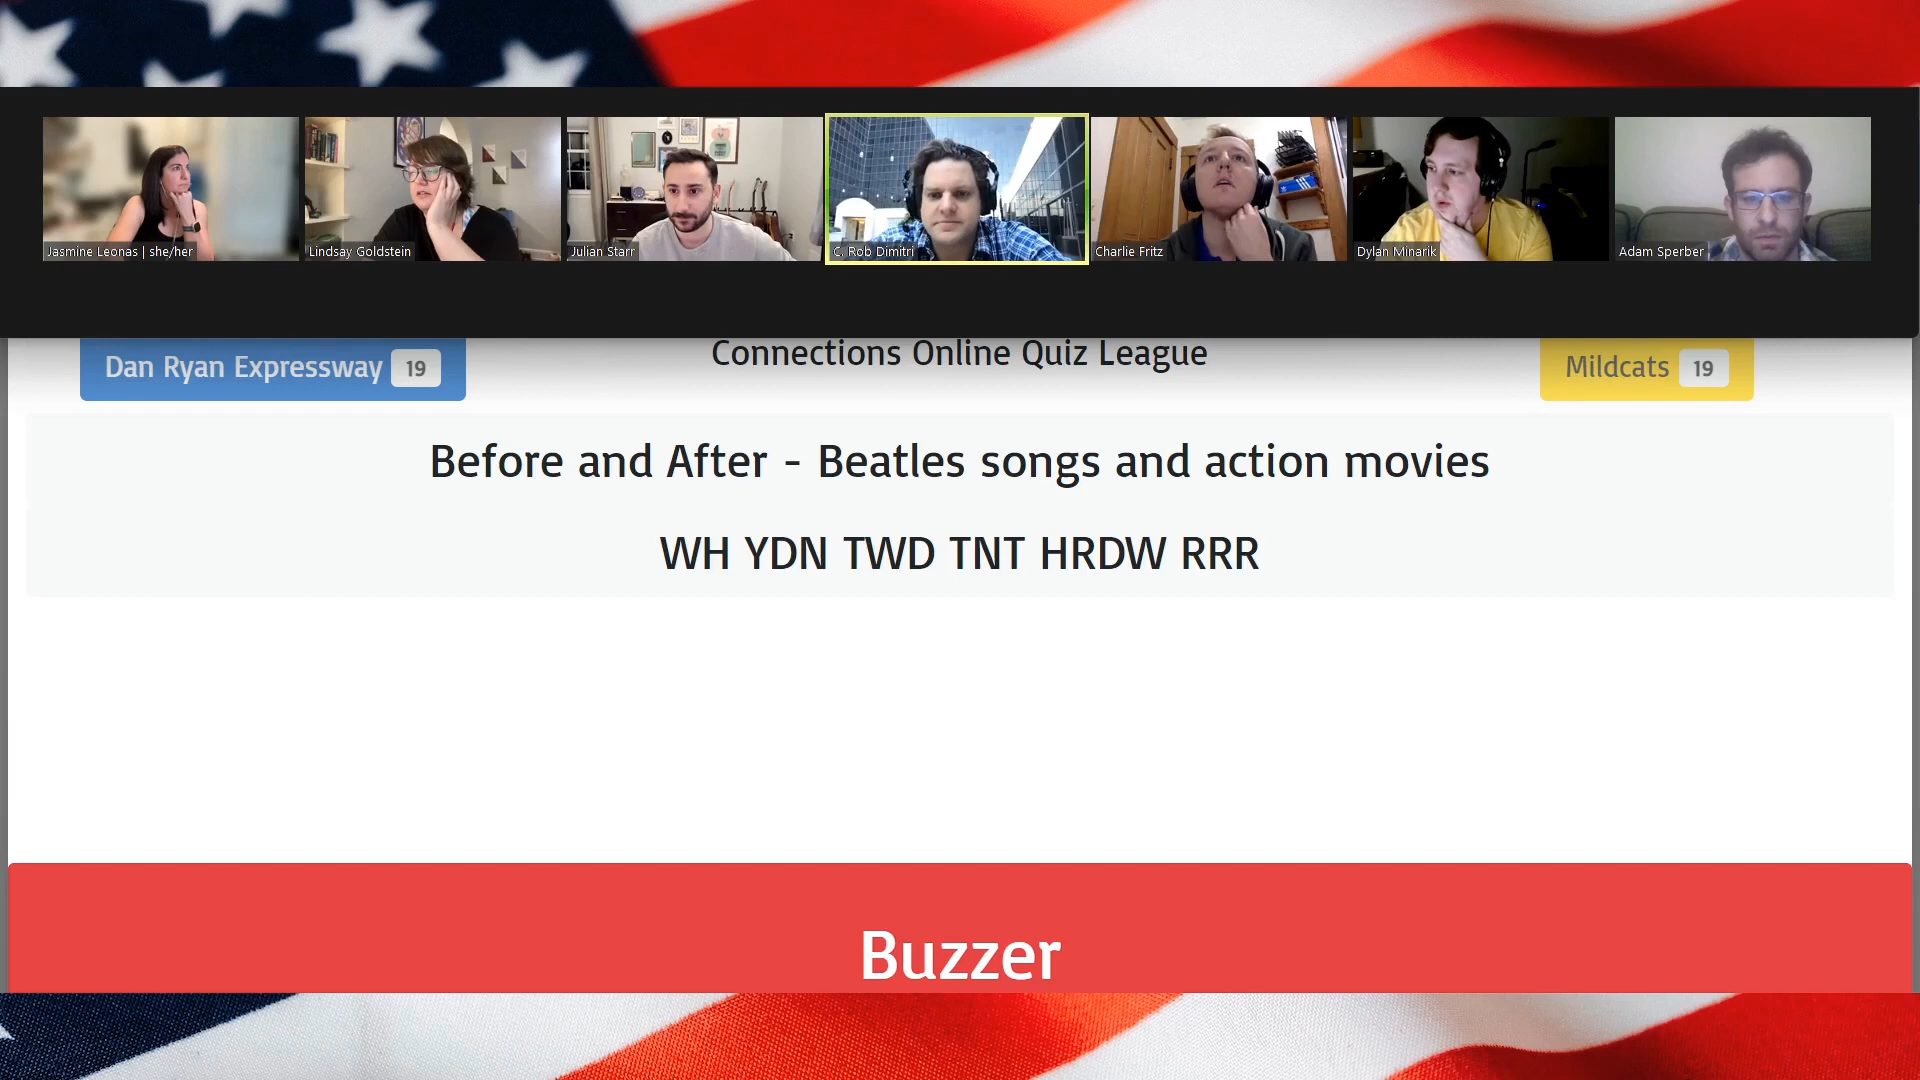 Jasmine Leonas | she/her
Lindsay Goldstein
Julian Starr
C. Rob Dimitri
Charlie Fritz
Dylan Minarik
Adam Sperber
Dan Ryan Expressway 19
Connections Online Quiz League
Mildcats 19
Before and After - Beatles songs and action movies
WH YDN TWD TNT HRDW RRR
Buzzer